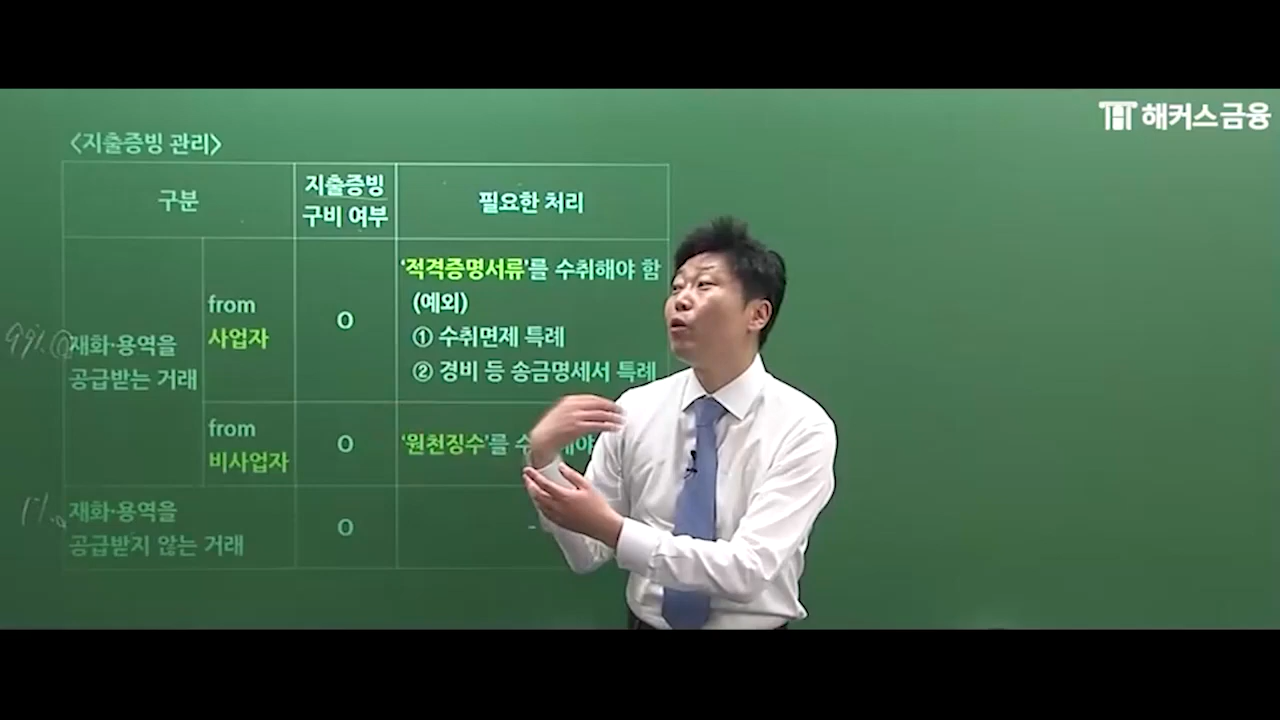 해커스금융
<지출증빙 관리>
구분
지출증빙
구비 여부
필요한 처리
99%
재화·용역을
공급받는 거래
from
사업자
O
'적격증명서류'를 수취해야 함
(예외)
① 수취면제 특례
② 경비 등 송금명세서 특례
from
비사업자
O
'원천징수'를
1%
재화·용역을
공급받지 않는 거래
O
-